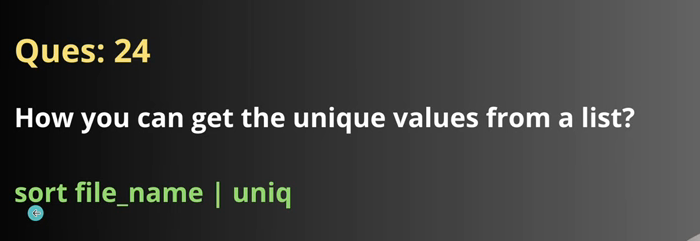 Ques: 24
How you can get the unique values from a list?
sort file_name | uniq